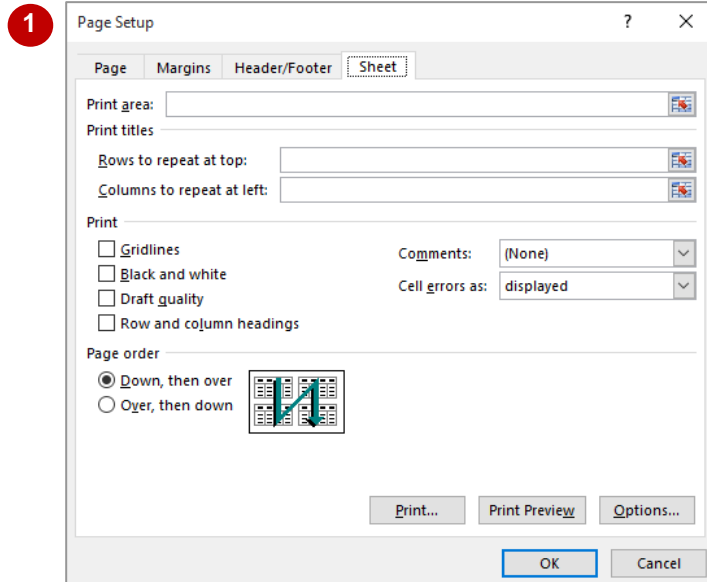 1
Page Setup ? X
Page Margins Header/Footer Sheet
Print area:
Print titles
Rows to repeat at top:
Columns to repeat at left:
Print
Gridlines Comments: (None)
Black and white Cell errors as: displayed
Draft quality
Row and column headings
Page order
Down, then over
Over, then down
Print... Print Preview Options...
OK Cancel